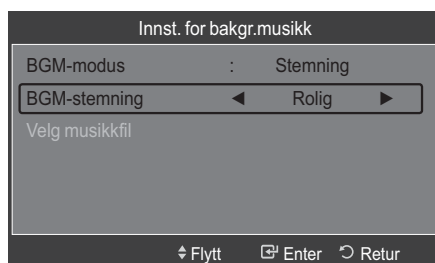 Innst. for bakgr.musikk
BGM-modus : Stemning
BGM-stemning ◄ Rolig ►
Velg musikkfil
Flytt Enter Retur